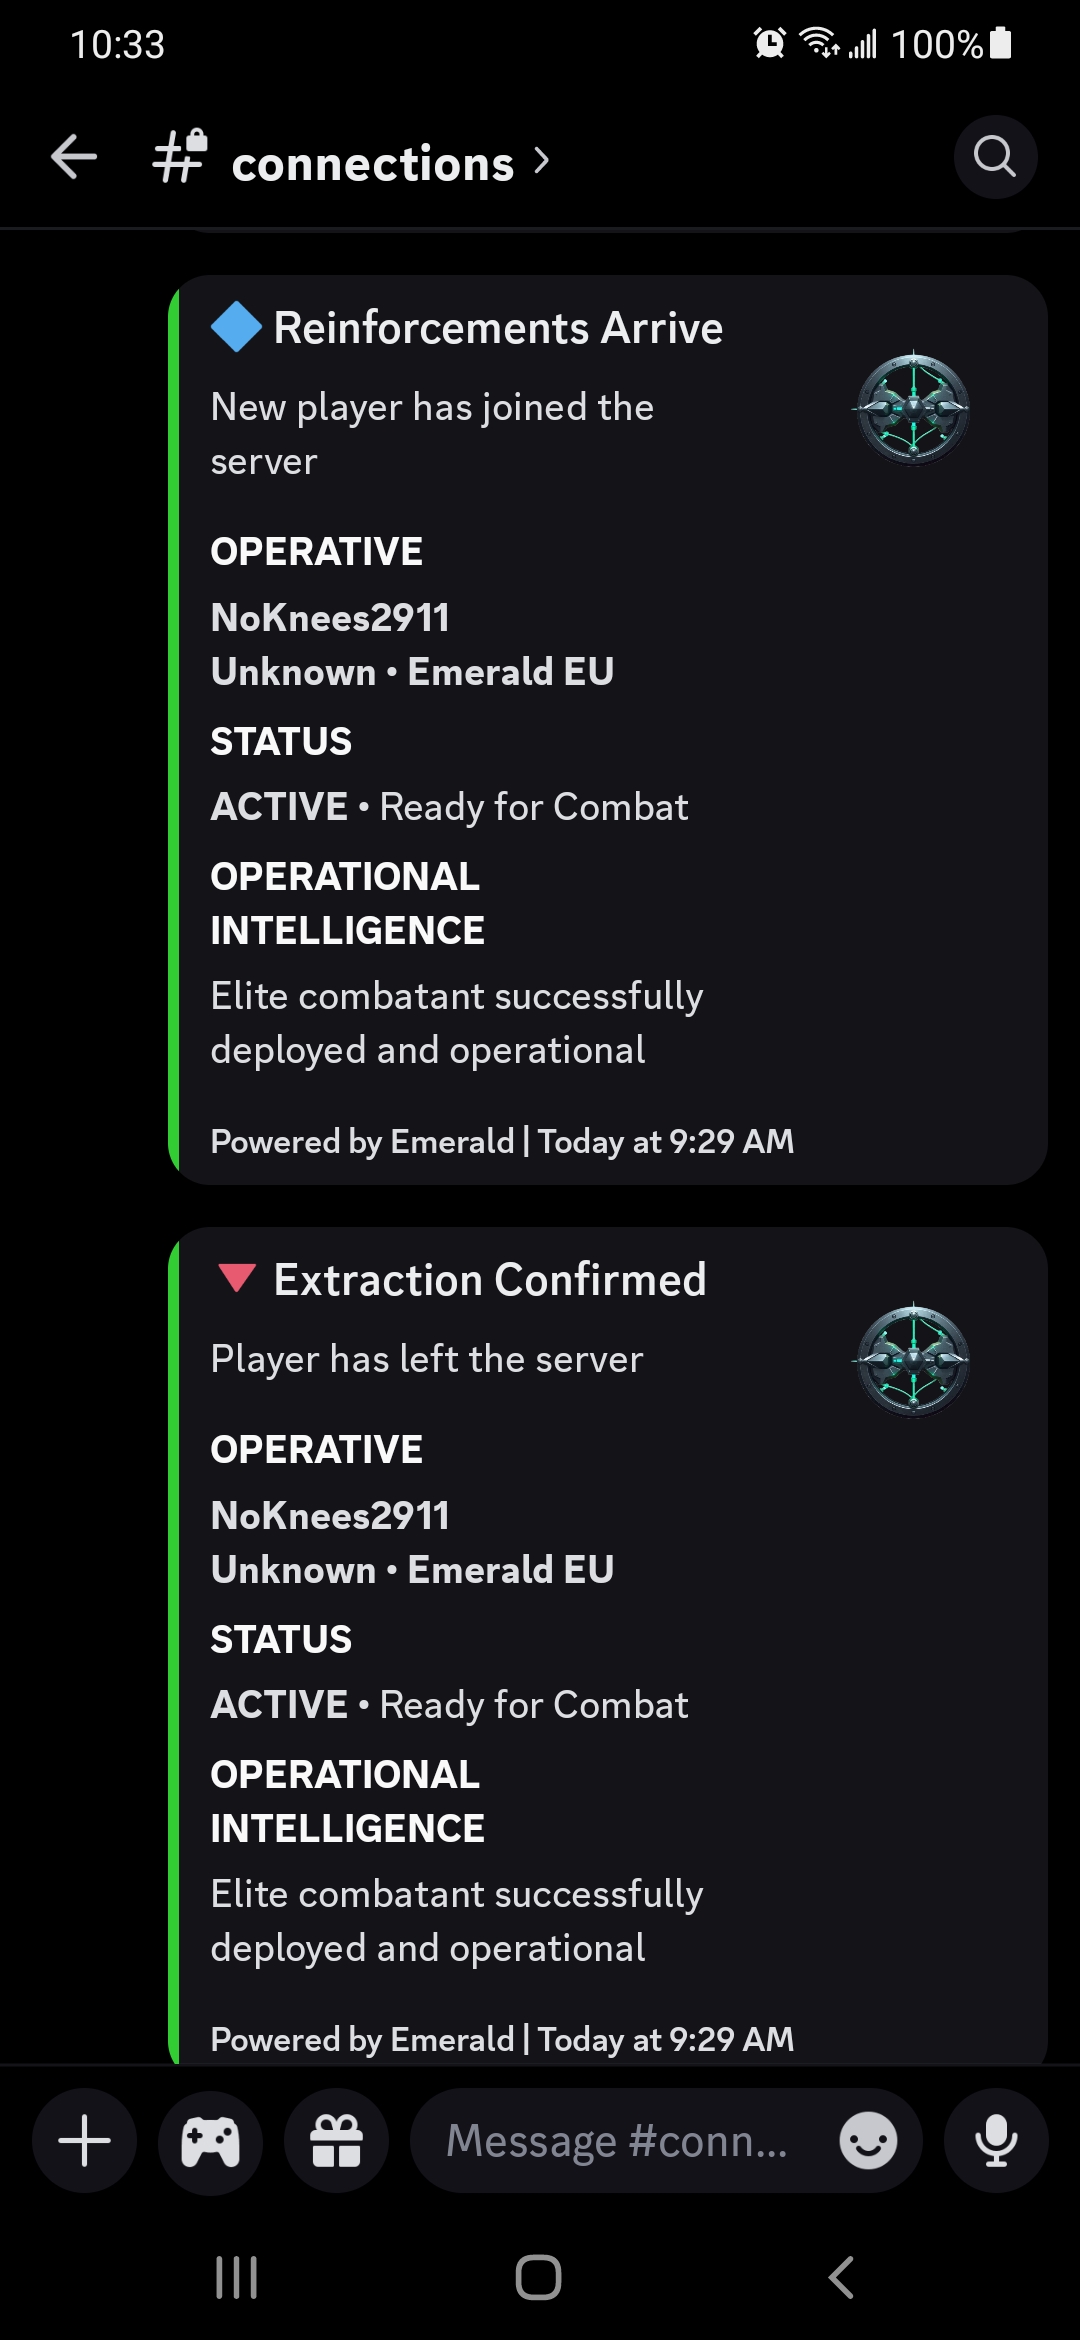 10:33
100%
connections
Reinforcements Arrive
New player has joined the
server
OPERATIVE
NoKnees2911
Unknown • Emerald EU
STATUS
ACTIVE • Ready for Combat
OPERATIONAL
INTELLIGENCE
Elite combatant successfully
deployed and operational
Powered by Emerald | Today at 9:29 AM
Extraction Confirmed
Player has left the server
OPERATIVE
NoKnees2911
Unknown • Emerald EU
STATUS
ACTIVE • Ready for Combat
OPERATIONAL
INTELLIGENCE
Elite combatant successfully
deployed and operational
Powered by Emerald | Today at 9:29 AM
Message #conn...